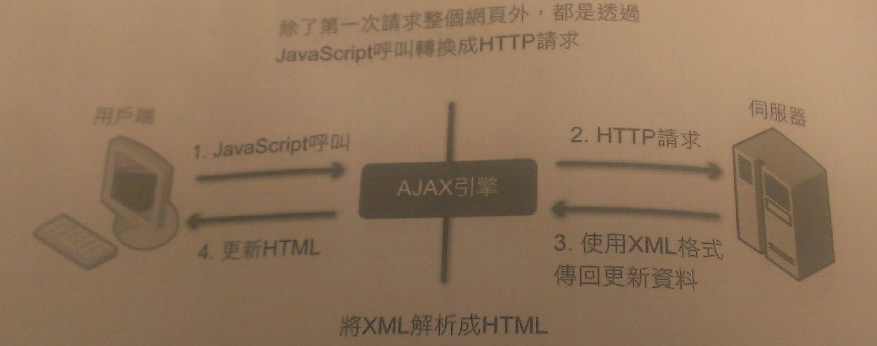 除了第一次請求整個網頁外，都是透過
JavaScript呼叫轉換成HTTP請求
用戶端
伺服器
1. JavaScript呼叫
2. HTTP請求
AJAX引擎
4. 更新HTML
3. 使用XML格式
傳回更新資料
將XML解析成HTML